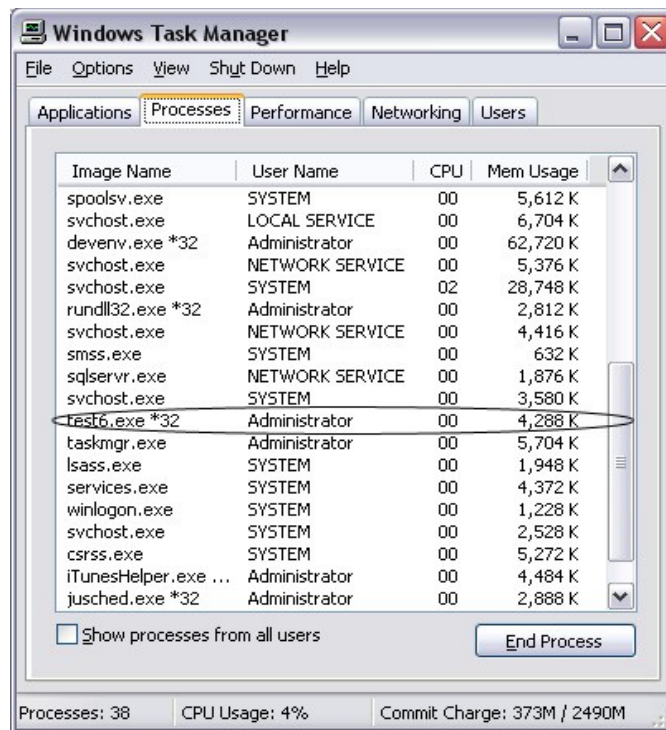 Windows Task Manager
File Options View Shut Down Help
Applications Processes Performance Networking Users
Image Name User Name CPU Mem Usage
spoolsv.exe SYSTEM 00 5,612 K
svchost.exe LOCAL SERVICE 00 6,704 K
devenv.exe *32 Administrator 00 62,720 K
svchost.exe NETWORK SERVICE 00 5,376 K
svchost.exe SYSTEM 02 28,748 K
rundll32.exe *32 Administrator 00 2,812 K
svchost.exe NETWORK SERVICE 00 4,416 K
smss.exe SYSTEM 00 632 K
sqlservr.exe NETWORK SERVICE 00 1,876 K
svchost.exe SYSTEM 00 3,580 K
test6.exe *32 Administrator 00 4,288 K
taskmgr.exe Administrator 00 5,704 K
lsass.exe SYSTEM 00 1,948 K
services.exe SYSTEM 00 4,372 K
winlogon.exe SYSTEM 00 1,228 K
svchost.exe SYSTEM 00 2,528 K
csrss.exe SYSTEM 00 5,272 K
iTunesHelper.exe ... Administrator 00 4,484 K
jusched.exe *32 Administrator 00 2,888 K
Show processes from all users End Process
Processes: 38 CPU Usage: 4% Commit Charge: 373M / 2490M